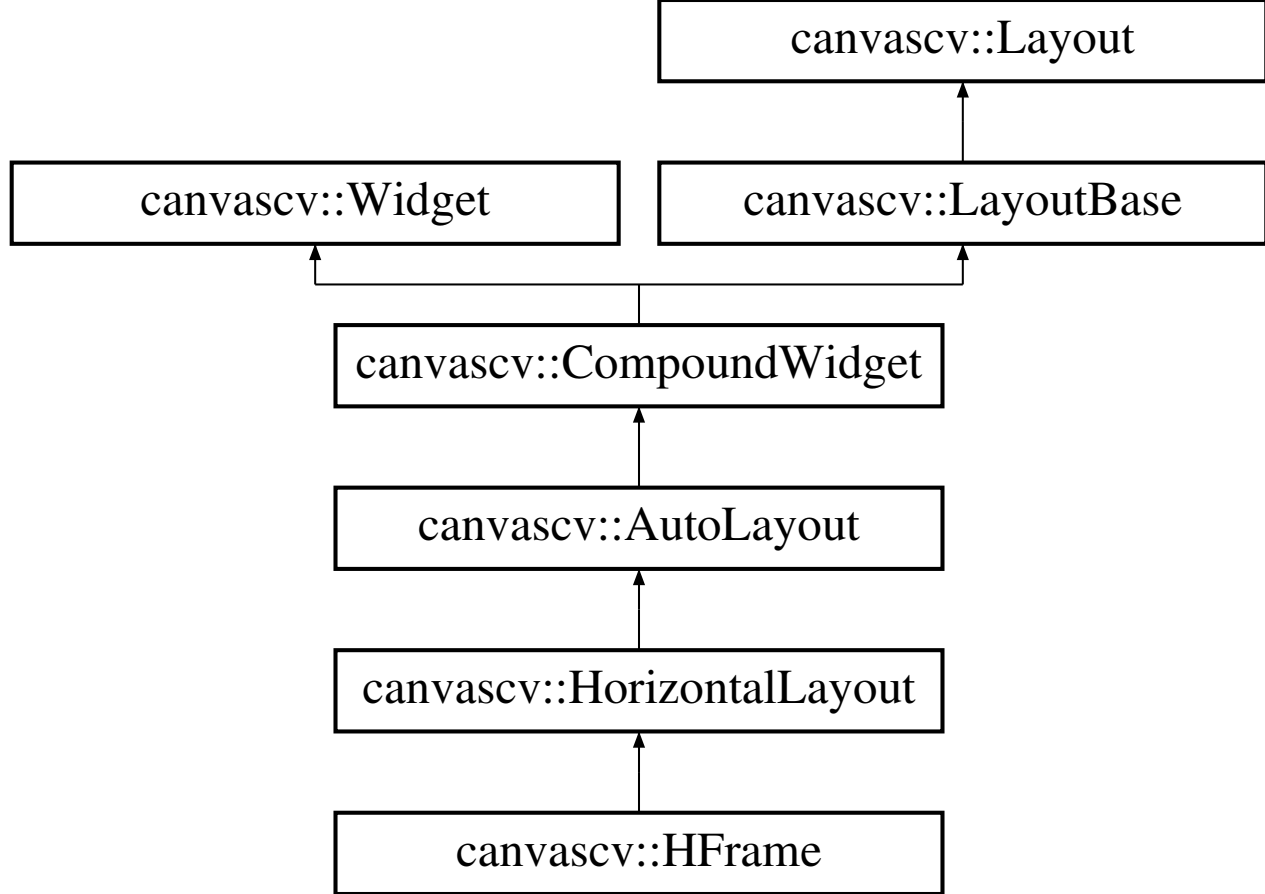 canvascv::Layout
canvascv::Widget
canvascv::LayoutBase
canvascv::CompoundWidget
canvascv::AutoLayout
canvascv::HorizontalLayout
canvascv::HFrame